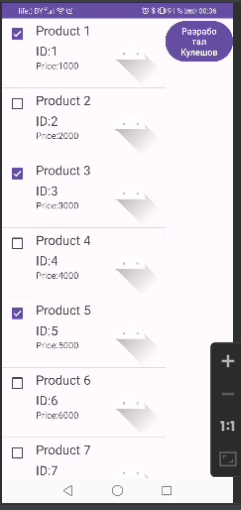 life:) BY
91 % 00:06
Product 1
ID:1
Price:1000
Разрабо
тал
Кулешов
Product 2
ID:2
Price:2000
Product 3
ID:3
Price:3000
Product 4
ID:4
Price:4000
Product 5
ID:5
Price:5000
Product 6
ID:6
Price:6000
Product 7
ID:7
1:1